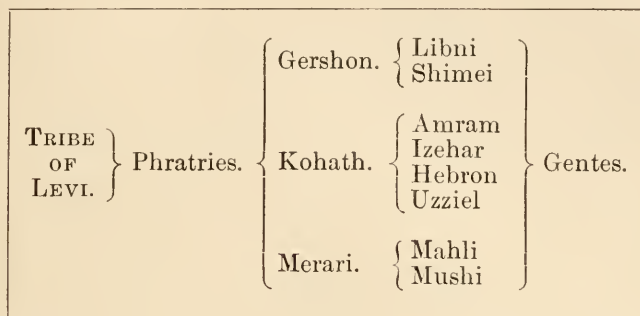 TRIBE
OF
LEVI.
Phratries.
Gershon.
Libni
Shimei
Kohath.
Amram
Izehar
Hebron
Uzziel
Merari.
Mahli
Mushi
Gentes.